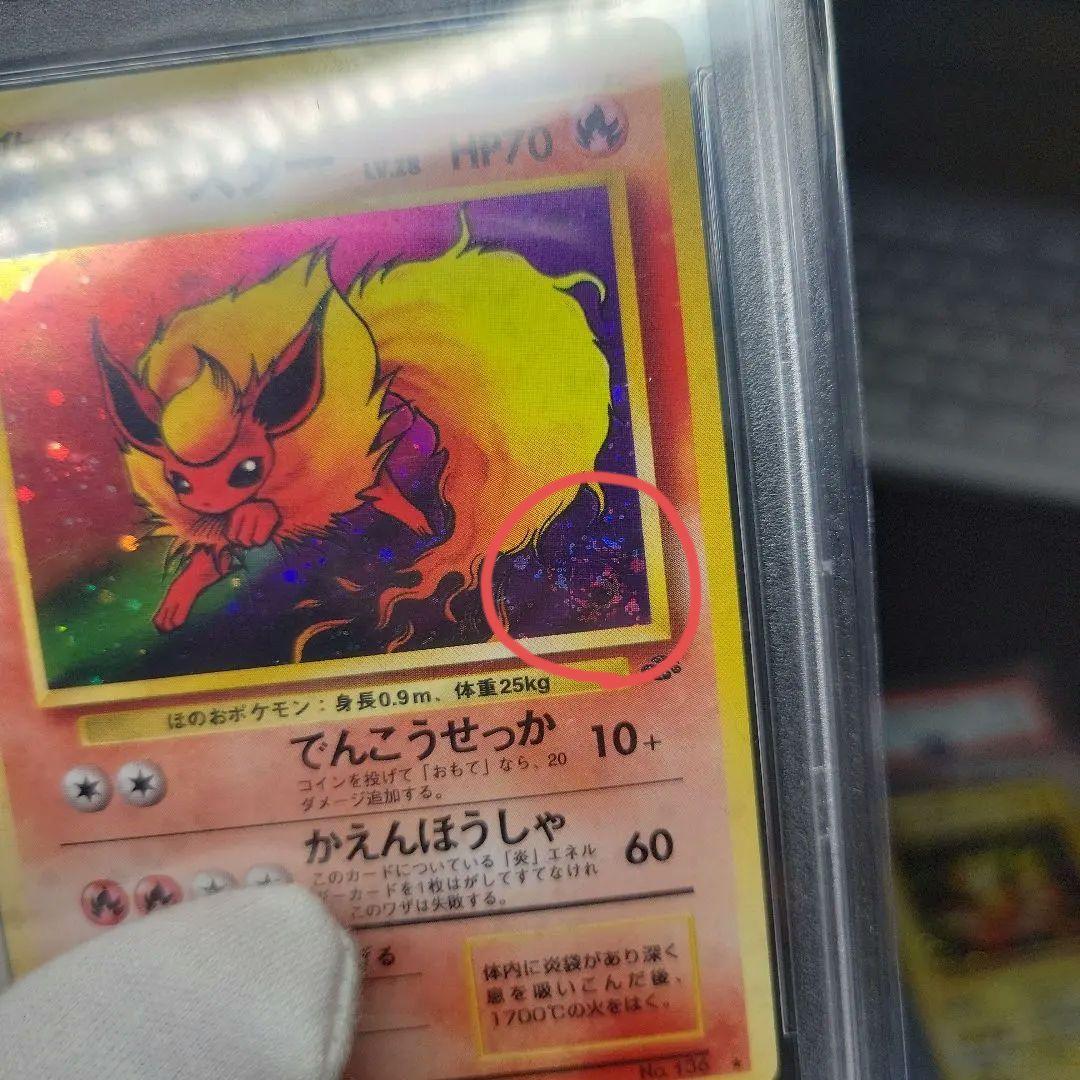 スター LV.28 HP70
ほのおポケモン：身長0.9m、体重25kg
でんこうせっか 10+
コインを投げて「おもて」なら、20
ダメージ追加する。
かえんほうしゃ 60
このカードについている「炎」エネル
ギーカードを1枚はがしてすてなけれ
、このワザは失敗する。
体内に炎袋があり深く
息を吸いこんだ後、
1700℃の火をはく。
No. 136